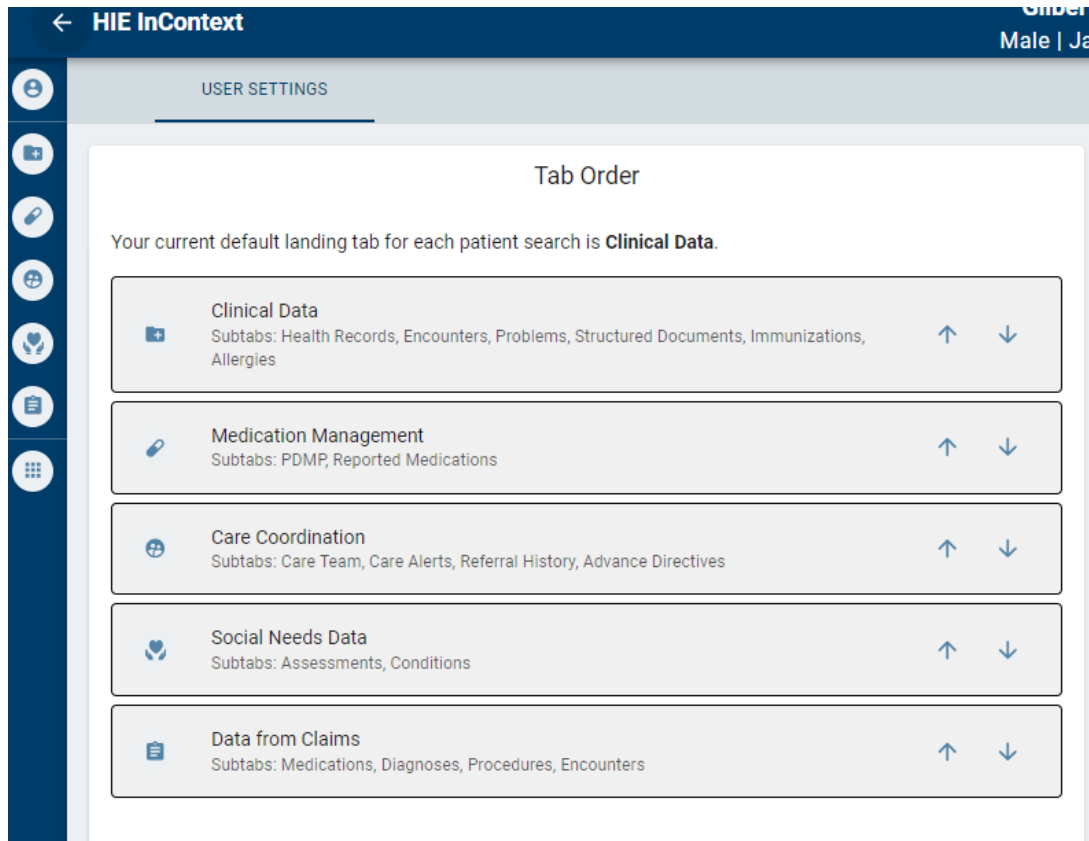 HIE InContext
Male |
USER SETTINGS
Tab Order
Your current default landing tab for each patient search is Clinical Data.
Clinical Data
Subtabs: Health Records, Encounters, Problems, Structured Documents, Immunizations,
Allergies
Medication Management
Subtabs: PDMP, Reported Medications
Care Coordination
Subtabs: Care Team, Care Alerts, Referral History, Advance Directives
Social Needs Data
Subtabs: Assessments, Conditions
Data from Claims
Subtabs: Medications, Diagnoses, Procedures, Encounters